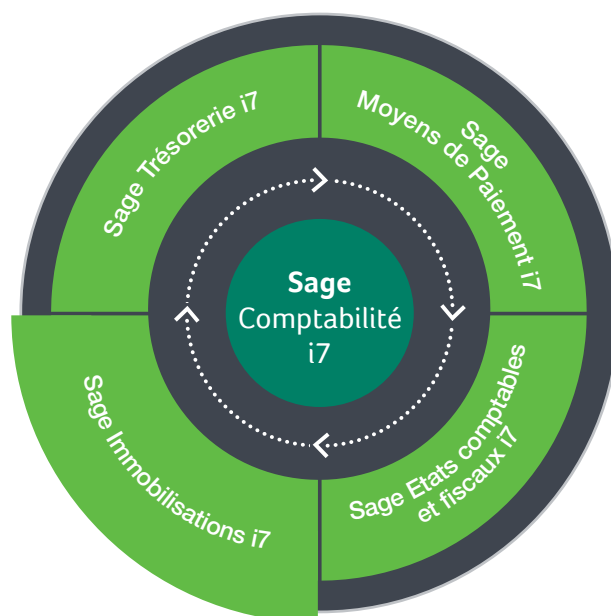 Sage Trésorerie i7
Sage
Moyens de Paiement i7
Sage
Comptabilité
i7
Sage Immobilisations i7
Sage Etats comptables
et fiscaux i7